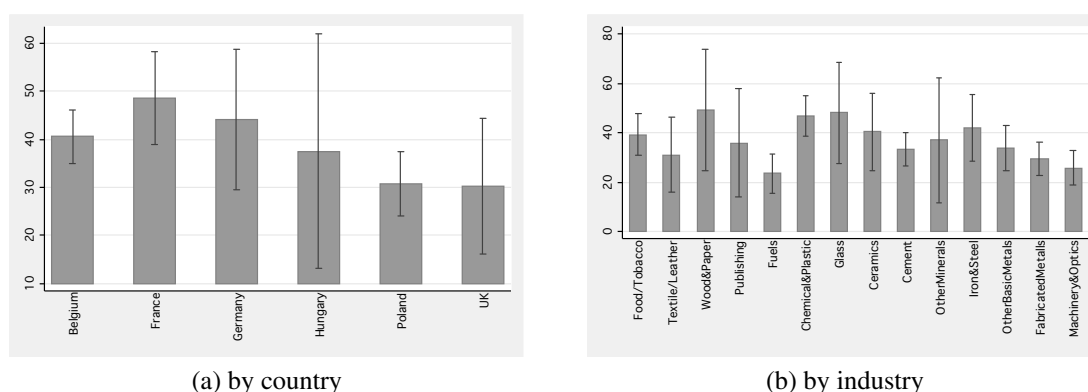 60
50
40
30
20
10
Belgium
France
Germany
Hungary
Poland
UK
(a) by country
80
60
40
20
0
Food/Tobacco
Textile/Leather
Wood&Paper
Publishing
Fuels
Chemical&Plastic
Glass
Ceramics
Cement
OtherMinerals
Iron&Steel
OtherBasicMetals
FabricatedMetalls
Machinery&Optics
(b) by industry